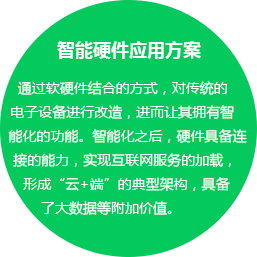 智能硬件应用方案
通过软硬件结合的方式，对传统的
电子设备进行改造，进而让其拥有智
能化的功能。智能化之后，硬件具备连
接的能力，实现互联网服务的加载，
形成“云+端”的典型架构，具备
了大数据等附加价值。